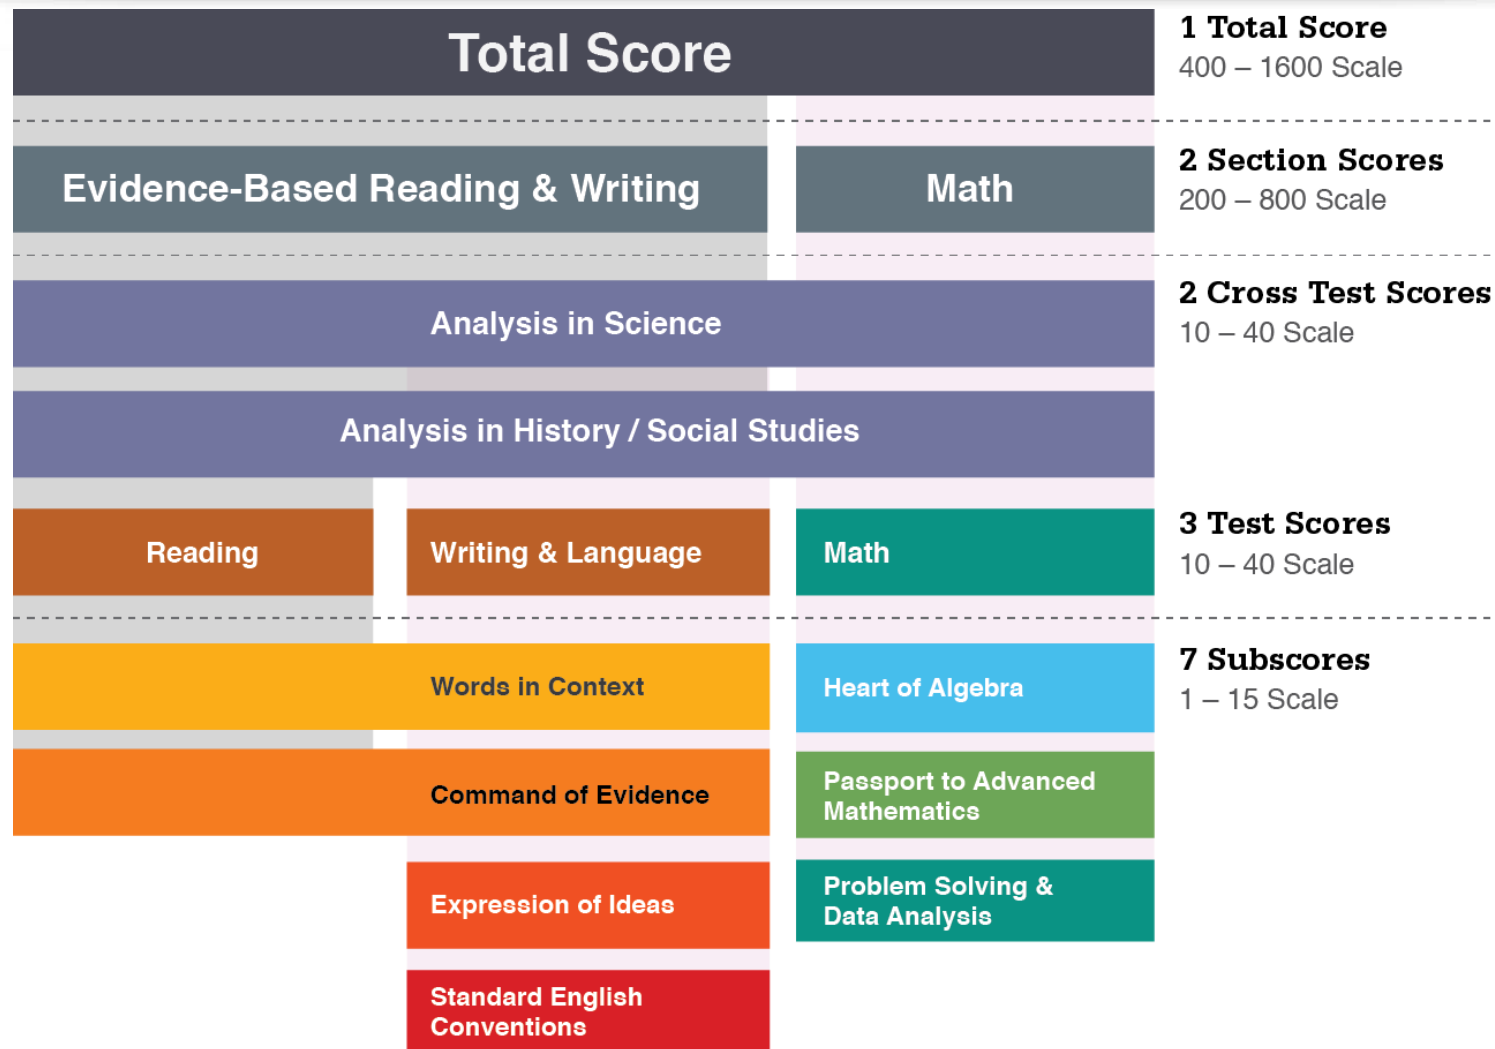 Total Score
1 Total Score
400 – 1600 Scale
Evidence-Based Reading & Writing
Math
2 Section Scores
200 – 800 Scale
Analysis in Science
2 Cross Test Scores
10 – 40 Scale
Analysis in History / Social Studies
Reading
Writing & Language
Math
3 Test Scores
10 – 40 Scale
Words in Context
Heart of Algebra
7 Subscores
1 – 15 Scale
Command of Evidence
Passport to Advanced
Mathematics
Expression of Ideas
Problem Solving &
Data Analysis
Standard English
Conventions